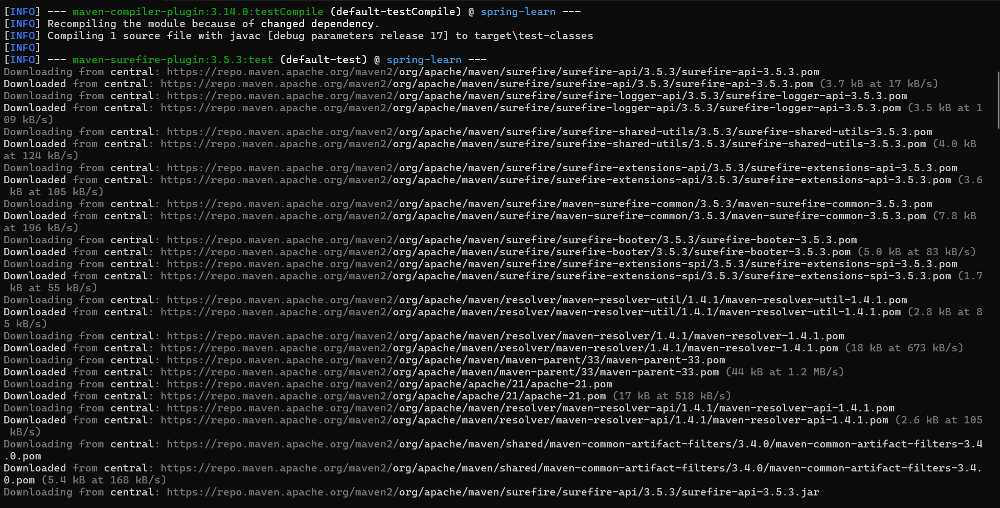 [INFO] --- maven-compiler-plugin:3.14.0:testCompile (default-testCompile) @ spring-learn ---
[INFO] Recompiling the module because of changed dependency.
[INFO] Compiling 1 source file with javac [debug parameters release 17] to target\test-classes
[INFO]
[INFO] --- maven-surefire-plugin:3.5.3:test (default-test) @ spring-learn ---
Downloading from central: https://repo.maven.apache.org/maven2/org/apache/maven/surefire/surefire-api/3.5.3/surefire-api-3.5.3.pom
Downloaded from central: https://repo.maven.apache.org/maven2/org/apache/maven/surefire/surefire-api/3.5.3/surefire-api-3.5.3.pom (3.7 kB at 17 kB/s)
Downloading from central: https://repo.maven.apache.org/maven2/org/apache/maven/surefire/surefire-logger-api/3.5.3/surefire-logger-api-3.5.3.pom
Downloaded from central: https://repo.maven.apache.org/maven2/org/apache/maven/surefire/surefire-logger-api/3.5.3/surefire-logger-api-3.5.3.pom (3.5 kB at 1
09 kB/s)
Downloading from central: https://repo.maven.apache.org/maven2/org/apache/maven/surefire/surefire-shared-utils/3.5.3/surefire-shared-utils-3.5.3.pom
Downloaded from central: https://repo.maven.apache.org/maven2/org/apache/maven/surefire/surefire-shared-utils/3.5.3/surefire-shared-utils-3.5.3.pom (4.0 kB
at 124 kB/s)
Downloading from central: https://repo.maven.apache.org/maven2/org/apache/maven/surefire/surefire-extensions-api/3.5.3/surefire-extensions-api-3.5.3.pom
Downloaded from central: https://repo.maven.apache.org/maven2/org/apache/maven/surefire/surefire-extensions-api/3.5.3/surefire-extensions-api-3.5.3.pom (3.6
 kB at 105 kB/s)
Downloading from central: https://repo.maven.apache.org/maven2/org/apache/maven/surefire/maven-surefire-common/3.5.3/maven-surefire-common-3.5.3.pom
Downloaded from central: https://repo.maven.apache.org/maven2/org/apache/maven/surefire/maven-surefire-common/3.5.3/maven-surefire-common-3.5.3.pom (7.8 kB
at 196 kB/s)
Downloading from central: https://repo.maven.apache.org/maven2/org/apache/maven/surefire/surefire-booter/3.5.3/surefire-booter-3.5.3.pom
Downloaded from central: https://repo.maven.apache.org/maven2/org/apache/maven/surefire/surefire-booter/3.5.3/surefire-booter-3.5.3.pom (5.0 kB at 83 kB/s)
Downloading from central: https://repo.maven.apache.org/maven2/org/apache/maven/surefire/surefire-extensions-spi/3.5.3/surefire-extensions-spi-3.5.3.pom
Downloaded from central: https://repo.maven.apache.org/maven2/org/apache/maven/surefire/surefire-extensions-spi/3.5.3/surefire-extensions-spi-3.5.3.pom (1.7
 kB at 55 kB/s)
Downloading from central: https://repo.maven.apache.org/maven2/org/apache/maven/resolver/maven-resolver-util/1.4.1/maven-resolver-util-1.4.1.pom
Downloaded from central: https://repo.maven.apache.org/maven2/org/apache/maven/resolver/maven-resolver-util/1.4.1/maven-resolver-util-1.4.1.pom (2.8 kB at 8
5 kB/s)
Downloading from central: https://repo.maven.apache.org/maven2/org/apache/maven/resolver/maven-resolver/1.4.1/maven-resolver-1.4.1.pom
Downloaded from central: https://repo.maven.apache.org/maven2/org/apache/maven/resolver/maven-resolver/1.4.1/maven-resolver-1.4.1.pom (18 kB at 673 kB/s)
Downloading from central: https://repo.maven.apache.org/maven2/org/apache/maven/maven-parent/33/maven-parent-33.pom
Downloaded from central: https://repo.maven.apache.org/maven2/org/apache/maven/maven-parent/33/maven-parent-33.pom (44 kB at 1.2 MB/s)
Downloading from central: https://repo.maven.apache.org/maven2/org/apache/apache/21/apache-21.pom
Downloaded from central: https://repo.maven.apache.org/maven2/org/apache/apache/21/apache-21.pom (17 kB at 518 kB/s)
Downloading from central: https://repo.maven.apache.org/maven2/org/apache/maven/resolver/maven-resolver-api/1.4.1/maven-resolver-api-1.4.1.pom
Downloaded from central: https://repo.maven.apache.org/maven2/org/apache/maven/resolver/maven-resolver-api/1.4.1/maven-resolver-api-1.4.1.pom (2.6 kB at 105
 kB/s)
Downloading from central: https://repo.maven.apache.org/maven2/org/apache/maven/shared/maven-common-artifact-filters/3.4.0/maven-common-artifact-filters-3.4
.0.pom
Downloaded from central: https://repo.maven.apache.org/maven2/org/apache/maven/shared/maven-common-artifact-filters/3.4.0/maven-common-artifact-filters-3.4.
0.pom (5.4 kB at 168 kB/s)
Downloading from central: https://repo.maven.apache.org/maven2/org/apache/maven/surefire/surefire-api/3.5.3/surefire-api-3.5.3.jar